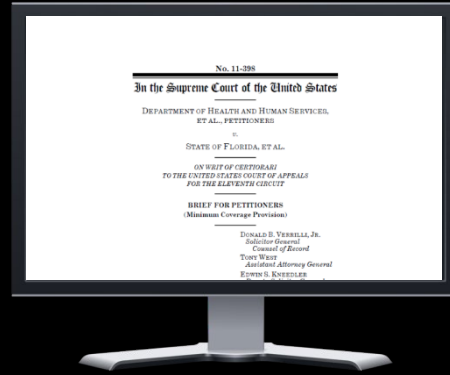 No. 11-398
In the Supreme Court of the United States
DEPARTMENT OF HEALTH AND HUMAN SERVICES,
ET AL., PETITIONERS
v.
STATE OF FLORIDA, ET AL.
ON WRIT OF CERTIORARI
TO THE UNITED STATES COURT OF APPEALS
FOR THE ELEVENTH CIRCUIT
BRIEF FOR PETITIONERS
(Minimum Coverage Provision)
DONALD B. VERRILLI, JR.
Solicitor General
Counsel of Record
TONY WEST
Assistant Attorney General
EDWIN S. KNEEDLER